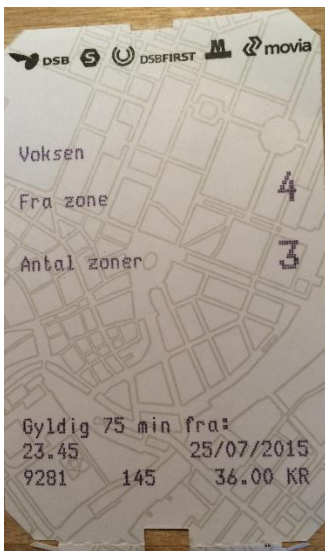 DSB S DSBFIRST M movia
Voksen
Fra zone 4
Antal zoner 3
Gyldig 75 min fra:
23.45 25/07/2015
9281 145 36.00 KR